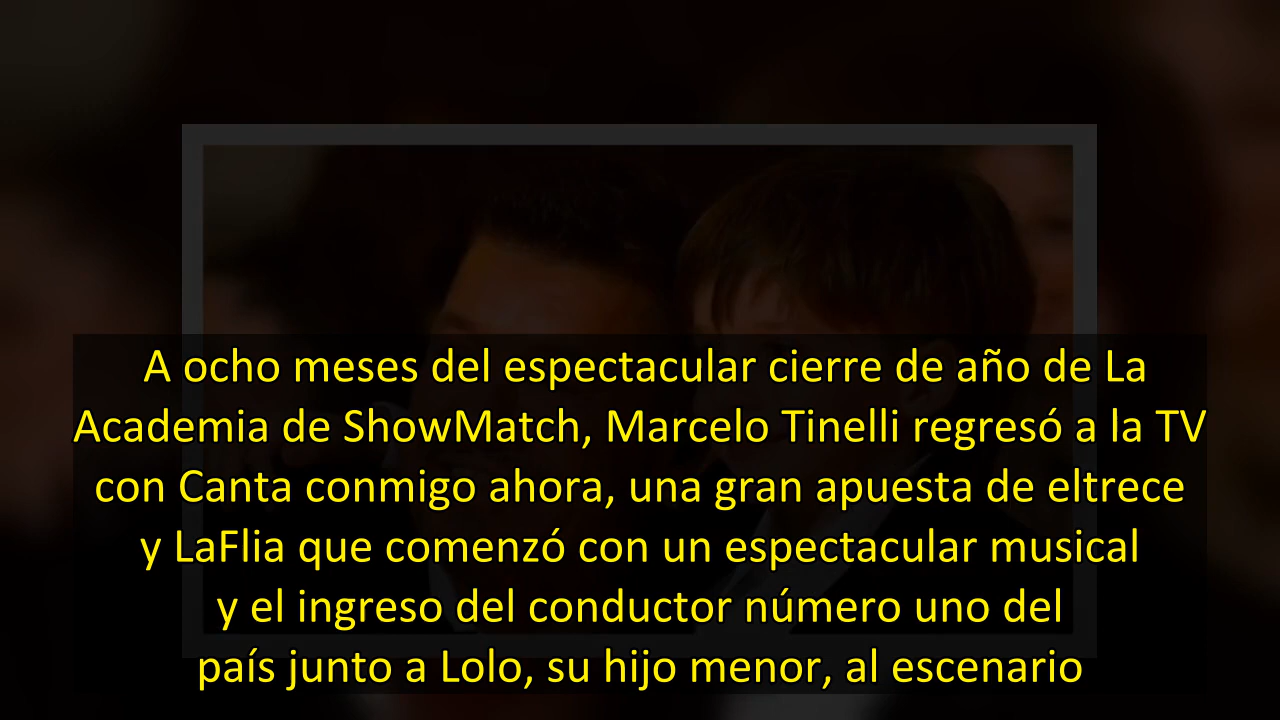 A ocho meses del espectacular cierre de año de La
Academia de ShowMatch, Marcelo Tinelli regresó a la TV
con Canta conmigo ahora, una gran apuesta de eltrece
y LaFlia que comenzó con un espectacular musical
y el ingreso del conductor número uno del
país junto a Lolo, su hijo menor, al escenario